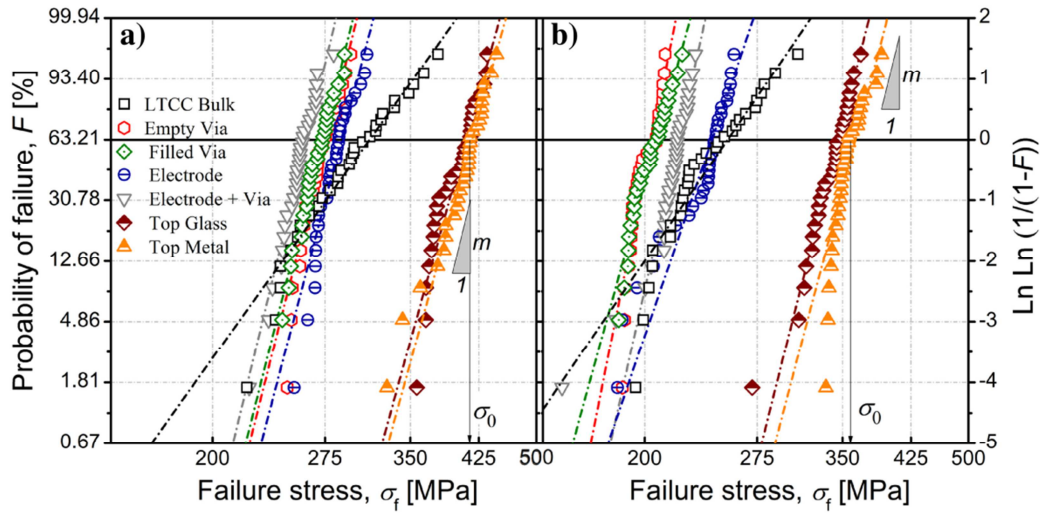 a)
b)
99.94
93.40
63.21
30.78
12.66
4.86
1.81
0.67
Probability of failure, F [%]
LTCC Bulk
Empty Via
Filled Via
Electrode
Electrode + Via
Top Glass
Top Metal
m
1
σ0
200
275
350
425
500
Failure stress, σf [MPa]
m
1
σ0
200
275
350
425
500
Failure stress, σf [MPa]
2
1
0
-1
-2
-3
-4
-5
Ln Ln (1/(1-F))